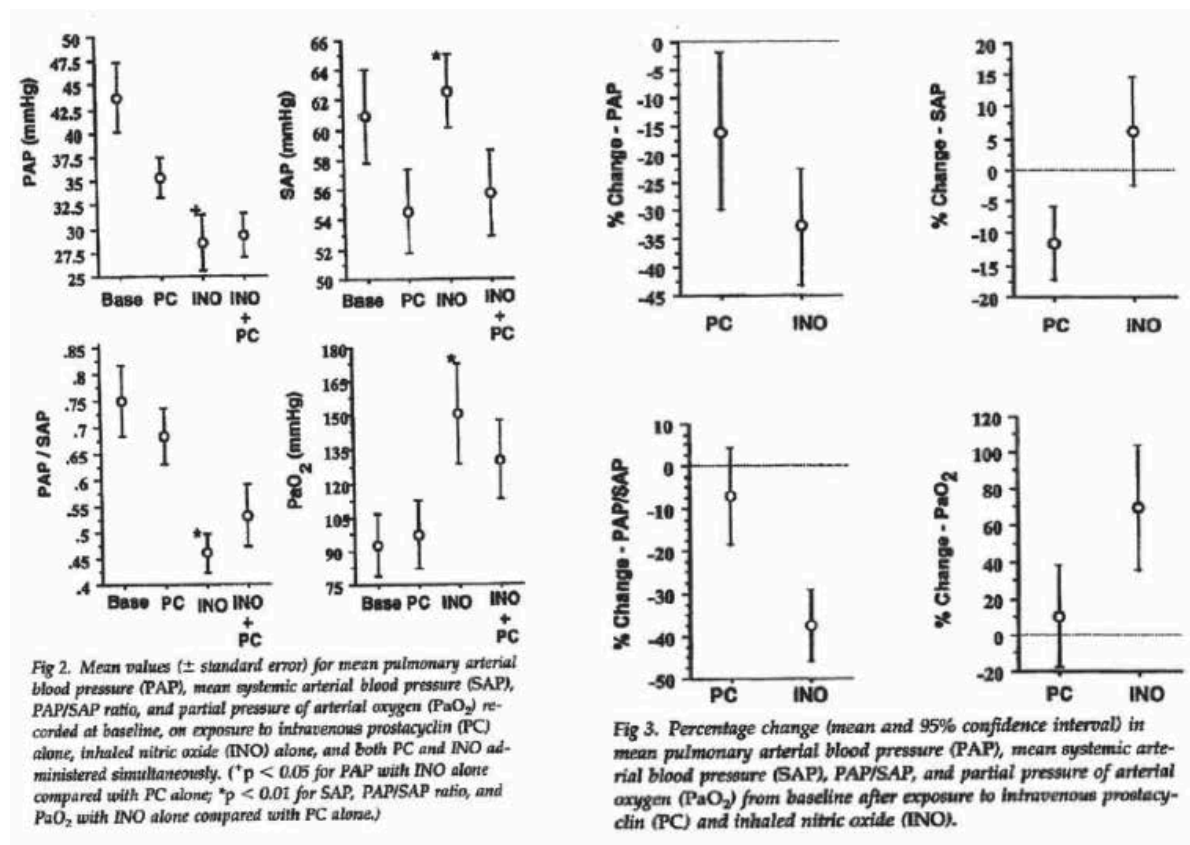 50
47.5
45
42.5
40
37.5
35
32.5
30
27.5
25
PAP (mmHg)
+
Base PC INO INO
+
PC
66
64
62
60
58
56
54
52
50
SAP (mmHg)
*
Base PC INO INO
+
PC
.85
.8
.75
.7
.65
.6
.55
.5
.45
.4
PAP / SAP
*
Base PC INO INO
+
PC
180
165
150
135
120
105
90
75
PaO2 (mmHg)
*
Base PC INO INO
+
PC
Fig 2. Mean values (± standard error) for mean pulmonary arterial
blood pressure (PAP), mean systemic arterial blood pressure (SAP),
PAP/SAP ratio, and partial pressure of arterial oxygen (PaO2) re-
corded at baseline, on exposure to intravenous prostacyclin (PC)
alone, inhaled nitric oxide (INO) alone, and both PC and INO ad-
ministered simultaneously. (+p < 0.05 for PAP with INO alone
compared with PC alone; *p < 0.01 for SAP, PAP/SAP ratio, and
PaO2 with INO alone compared with PC alone.)
0
-5
-10
-15
-20
-25
-30
-35
-40
-45
% Change - PAP
PC INO
20
15
10
5
0
-5
-10
-15
-20
% Change - SAP
PC INO
10
0
-10
-20
-30
-40
-50
% Change - PAP/SAP
PC INO
120
100
80
60
40
20
0
-20
% Change - PaO2
PC INO
Fig 3. Percentage change (mean and 95% confidence interval) in
mean pulmonary arterial blood pressure (PAP), mean systemic arte-
rial blood pressure (SAP), PAP/SAP, and partial pressure of arterial
oxygen (PaO2) from baseline after exposure to intravenous prostacy-
clin (PC) and inhaled nitric oxide (INO).